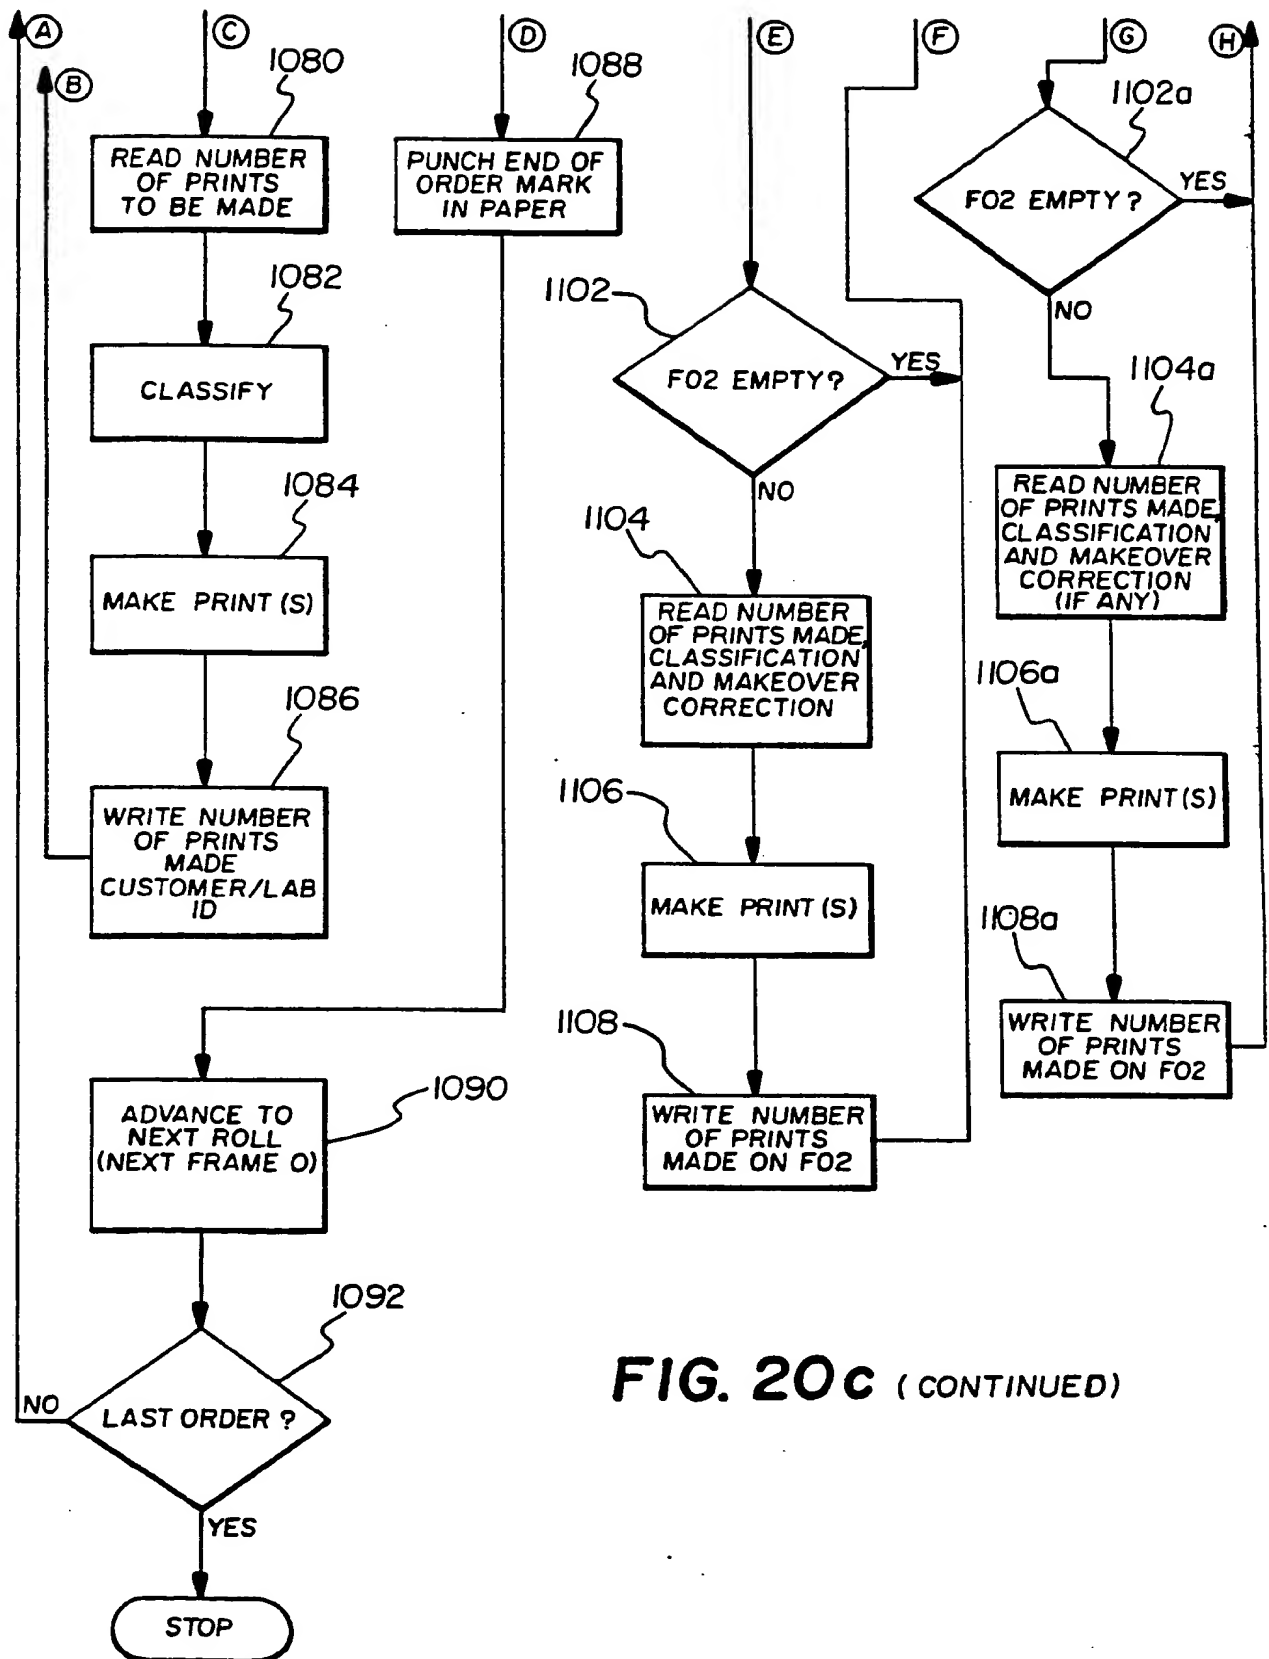 A
B
C
1080
READ NUMBER
OF PRINTS
TO BE MADE
1082
CLASSIFY
1084
MAKE PRINT(S)
1086
WRITE NUMBER
OF PRINTS
MADE
CUSTOMER/LAB
ID
D
1088
PUNCH END OF
ORDER MARK
IN PAPER
1090
ADVANCE TO
NEXT ROLL
(NEXT FRAME 0)
1092
LAST ORDER?
NO
YES
STOP
E
1102
F02 EMPTY?
YES
NO
1104
READ NUMBER
OF PRINTS MADE,
CLASSIFICATION
AND MAKEOVER
CORRECTION
1106
MAKE PRINT(S)
1108
WRITE NUMBER
OF PRINTS
MADE ON F02
F
G
H
1102a
F02 EMPTY?
YES
NO
1104a
READ NUMBER
OF PRINTS MADE,
CLASSIFICATION
AND MAKEOVER
CORRECTION
(IF ANY)
1106a
MAKE PRINT(S)
1108a
WRITE NUMBER
OF PRINTS
MADE ON F02
FIG. 20c (CONTINUED)